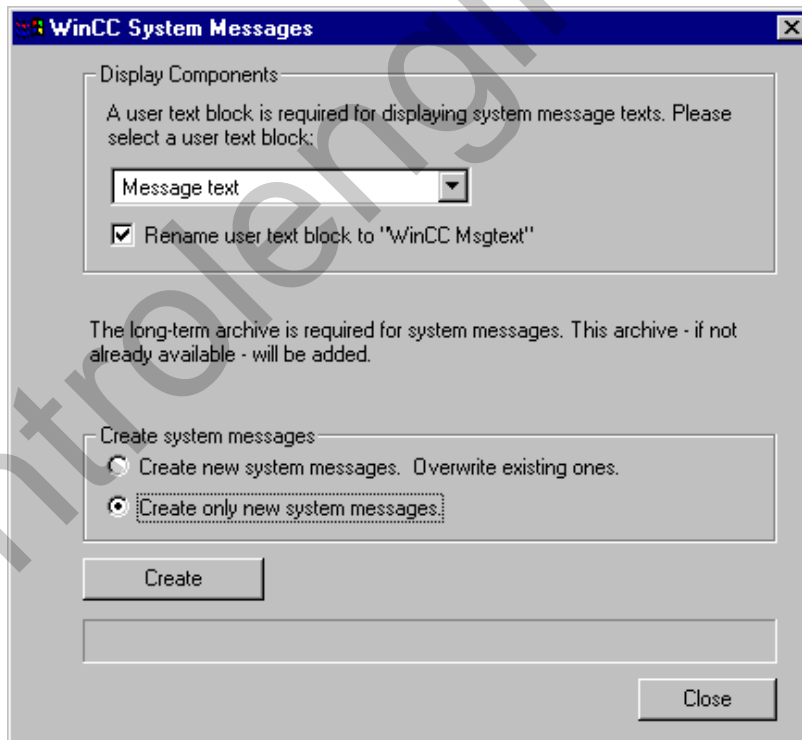 WinCC System Messages
Display Components
A user text block is required for displaying system message texts. Please
select a user text block:
Message text
Rename user text block to "WinCC Msgtext"
The long-term archive is required for system messages. This archive - if not
already available - will be added.
Create system messages
Create new system messages. Overwrite existing ones.
Create only new system messages.
Create
Close